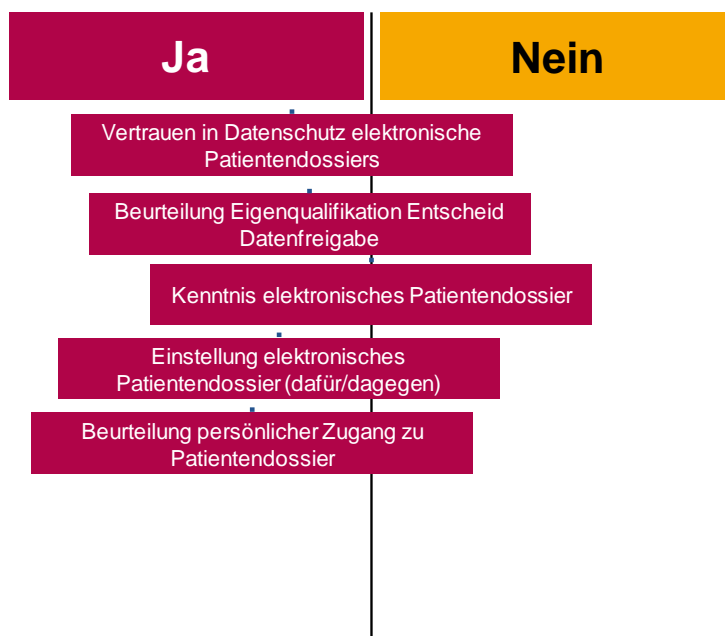 Ja
Nein
Vertrauen in Datenschutz elektronische
Patientendossiers
Beurteilung Eigenqualifikation Entscheid
Datenfreigabe
Kenntnis elektronisches Patientendossier
Einstellung elektronisches
Patientendossier (dafür/dagegen)
Beurteilung persönlicher Zugang zu
Patientendossier